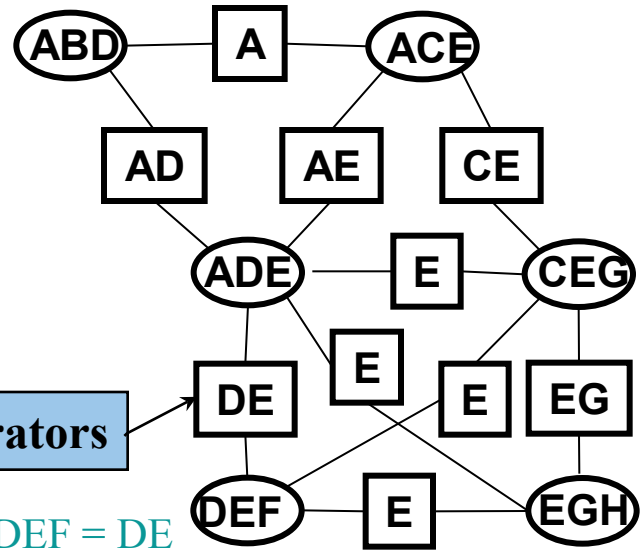 ABD A ACE
AD AE CE
ADE E CEG
E
DE E EG
rators
DEF E EGH
DEF = DE